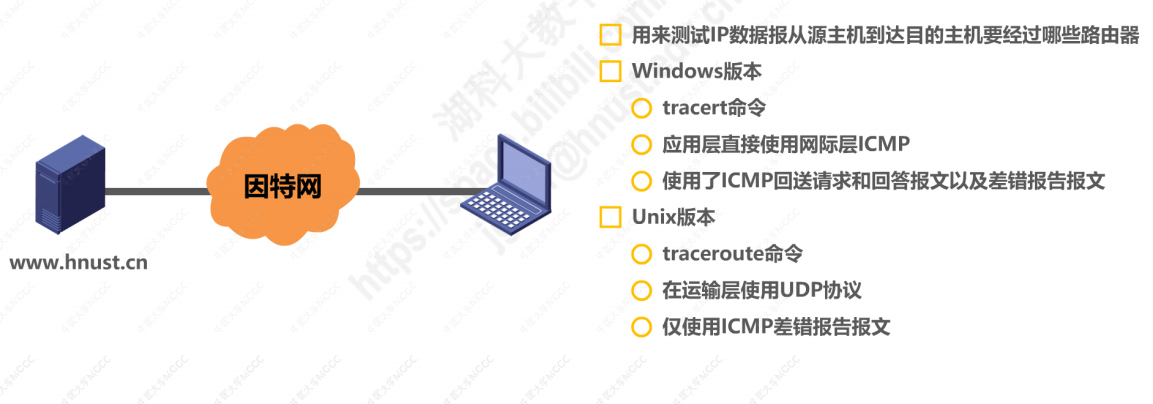 因特网
www.hnust.cn
用来测试IP数据报从源主机到达目的主机要经过哪些路由器
Windows版本
tracert命令
应用层直接使用网际层ICMP
使用了ICMP回送请求和回答报文以及差错报告报文
Unix版本
traceroute命令
在运输层使用UDP协议
仅使用ICMP差错报告报文